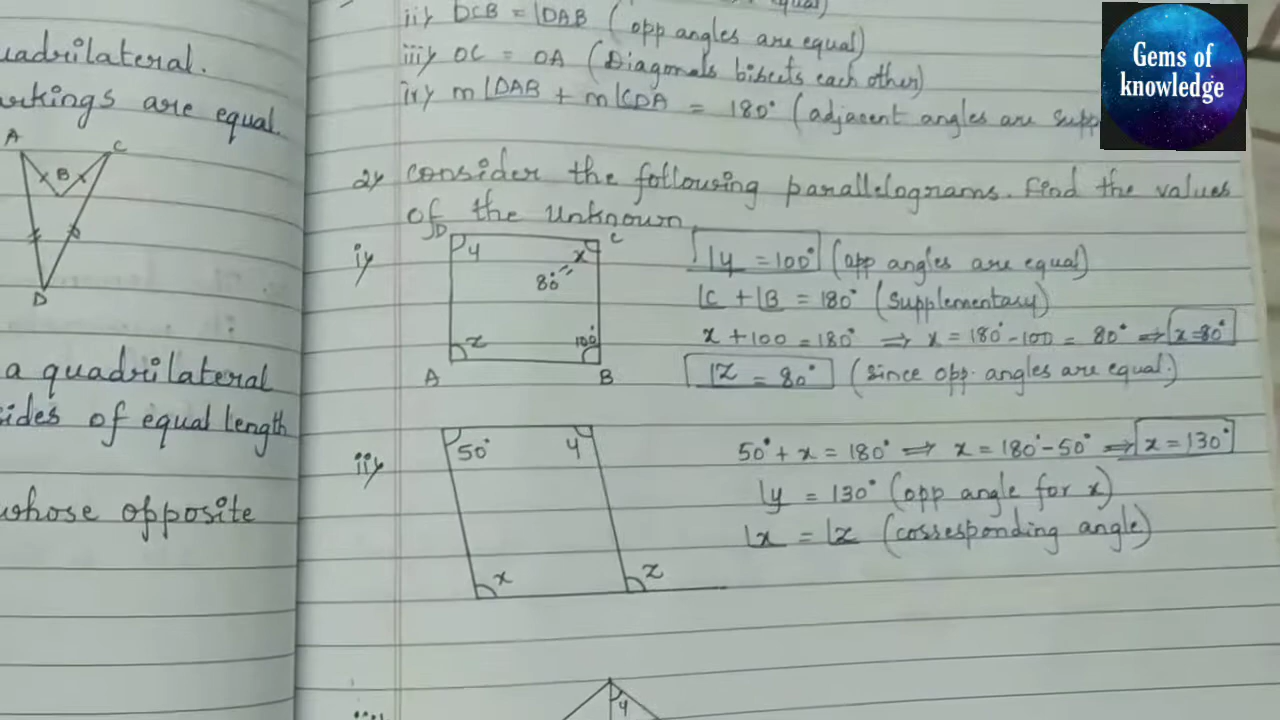 uadrilateral.
arkings are equal.
A
C
B
D
a quadrilateral
sides of equal length
whose opposite
ii) DCB = ∠DAB (opp angles are equal)
iii) OC = OA (Diagonals bisects each other)
iv) m∠DAB + m∠CDA = 180° (adjacent angles are supp
2) Consider the following parallelograms. Find the values
of the unknown.
i)
D
C
y
x
80°
z
100°
A
B
∠y = 100° (opp angles are equal)
∠C + ∠B = 180° (Supplementary)
x + 100 = 180° ⇒ x = 180° - 100 = 80° ⇒ x = 80°
∠z = 80° (since opp. angles are equal.)
ii)
50°
y
x
z
50° + x = 180° ⇒ x = 180° - 50° ⇒ x = 130°
∠y = 130° (opp angle for x)
∠x = ∠z (corresponding angle)
y
Gems of
knowledge